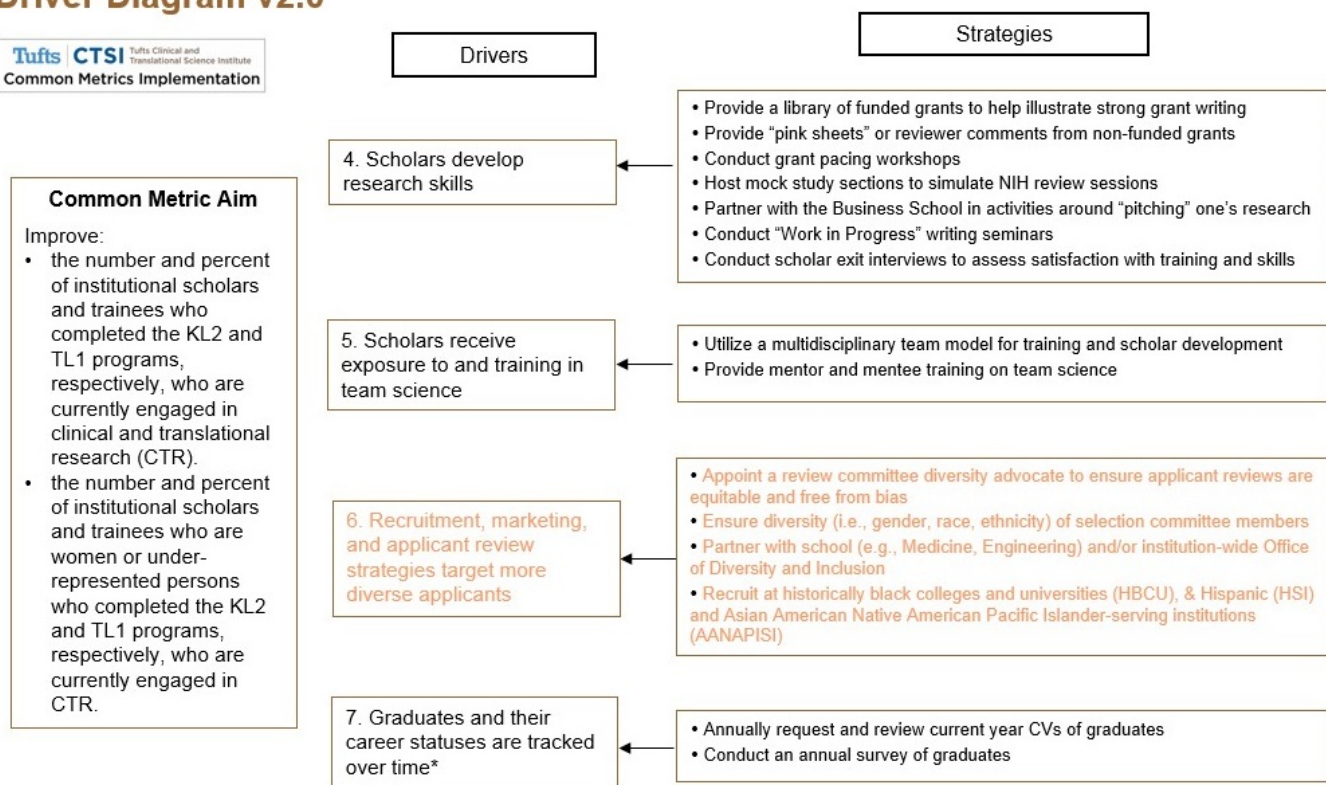 Driver Diagram v2.0
Tufts CTSI Tufts Clinical and
Translational Science Institute
Common Metrics Implementation
Drivers
Strategies
Common Metric Aim
Improve:
• the number and percent
of institutional scholars
and trainees who
completed the KL2 and
TL1 programs,
respectively, who are
currently engaged in
clinical and translational
research (CTR).
• the number and percent
of institutional scholars
and trainees who are
women or under-
represented persons
who completed the KL2
and TL1 programs,
respectively, who are
currently engaged in
CTR.
4. Scholars develop
research skills
• Provide a library of funded grants to help illustrate strong grant writing
• Provide “pink sheets” or reviewer comments from non-funded grants
• Conduct grant pacing workshops
• Host mock study sections to simulate NIH review sessions
• Partner with the Business School in activities around “pitching” one’s research
• Conduct “Work in Progress” writing seminars
• Conduct scholar exit interviews to assess satisfaction with training and skills
5. Scholars receive
exposure to and training in
team science
• Utilize a multidisciplinary team model for training and scholar development
• Provide mentor and mentee training on team science
6. Recruitment, marketing,
and applicant review
strategies target more
diverse applicants
• Appoint a review committee diversity advocate to ensure applicant reviews are
equitable and free from bias
• Ensure diversity (i.e., gender, race, ethnicity) of selection committee members
• Partner with school (e.g., Medicine, Engineering) and/or institution-wide Office
of Diversity and Inclusion
• Recruit at historically black colleges and universities (HBCU), & Hispanic (HSI)
and Asian American Native American Pacific Islander-serving institutions
(AANAPISI)
7. Graduates and their
career statuses are tracked
over time*
• Annually request and review current year CVs of graduates
• Conduct an annual survey of graduates